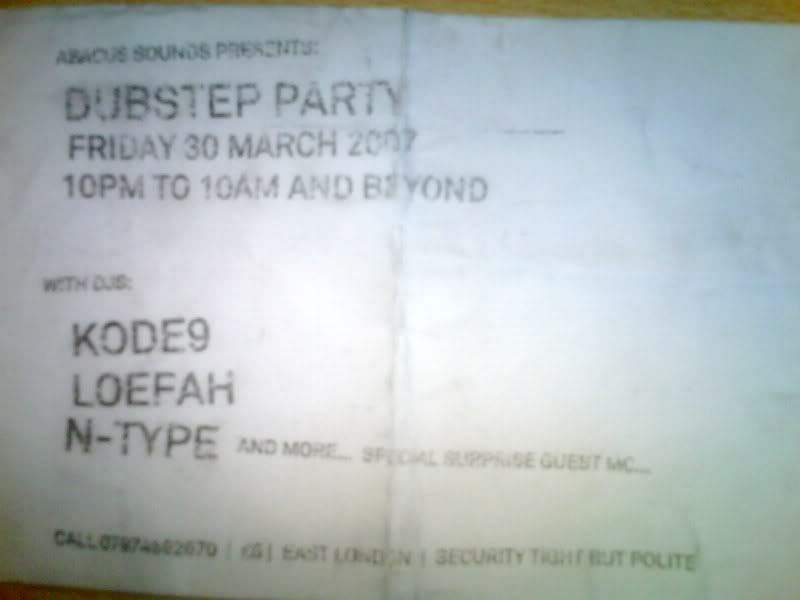 ABACUS SOUNDS PRESENTS:
DUBSTEP PARTY
FRIDAY 30 MARCH 2007
10PM TO 10AM AND BEYOND
WITH DJS:
KODE9
LOEFAH
N-TYPE AND MORE... SPECIAL SURPRISE GUEST MC...
CALL | | EAST LONDON | SECURITY TIGHT BUT POLITE